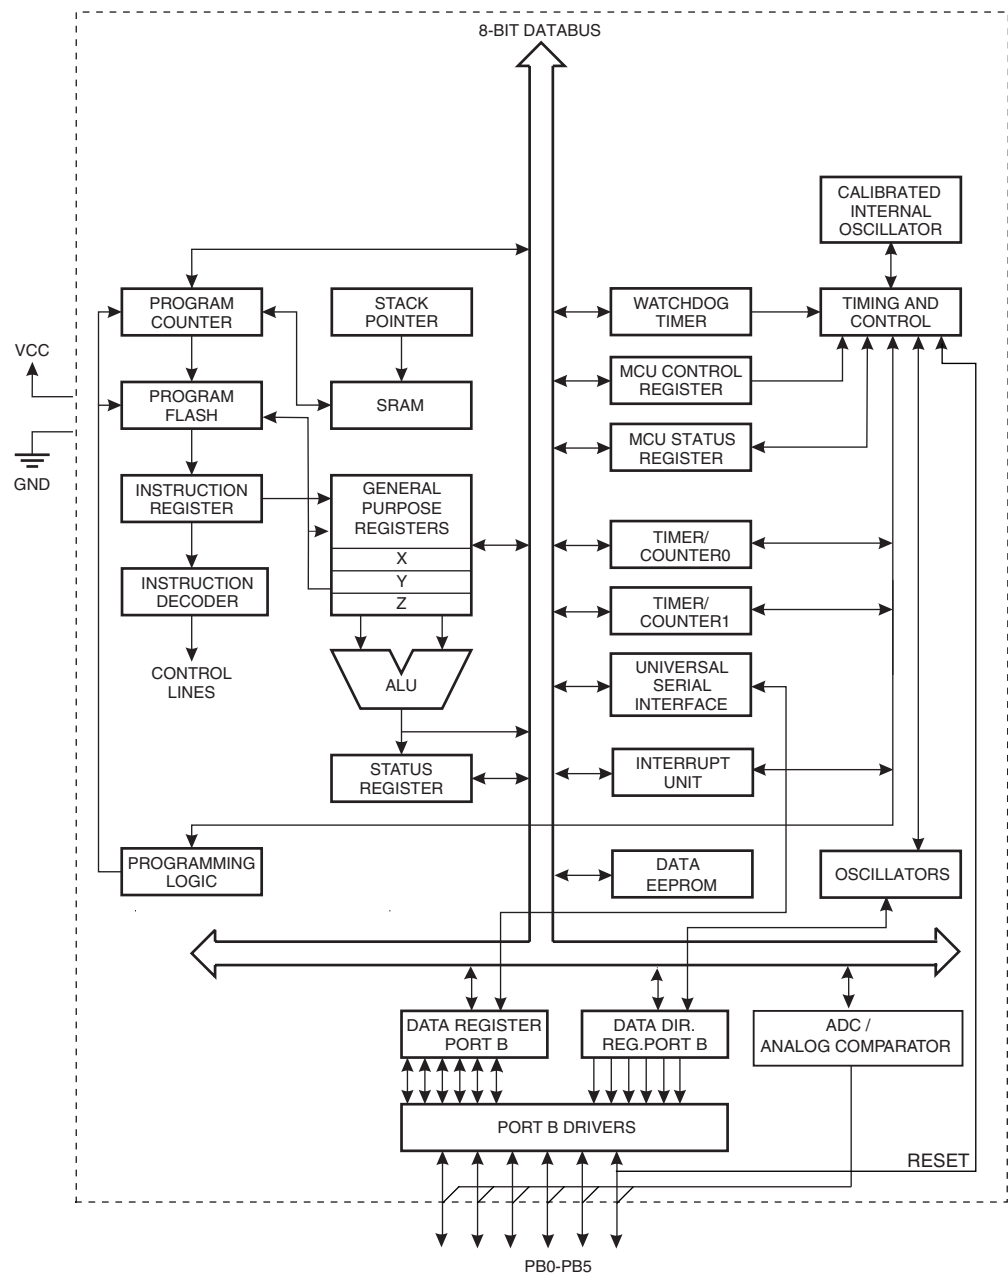 8-BIT DATABUS
CALIBRATED
INTERNAL
OSCILLATOR
PROGRAM
COUNTER
STACK
POINTER
WATCHDOG
TIMER
TIMING AND
CONTROL
VCC
PROGRAM
FLASH
SRAM
MCU CONTROL
REGISTER
MCU STATUS
REGISTER
GND
INSTRUCTION
REGISTER
GENERAL
PURPOSE
REGISTERS
X
Y
Z
TIMER/
COUNTER0
INSTRUCTION
DECODER
TIMER/
COUNTER1
CONTROL
LINES
ALU
UNIVERSAL
SERIAL
INTERFACE
STATUS
REGISTER
INTERRUPT
UNIT
PROGRAMMING
LOGIC
DATA
EEPROM
OSCILLATORS
DATA REGISTER
PORT B
DATA DIR.
REG.PORT B
ADC /
ANALOG COMPARATOR
PORT B DRIVERS
RESET
PB0-PB5